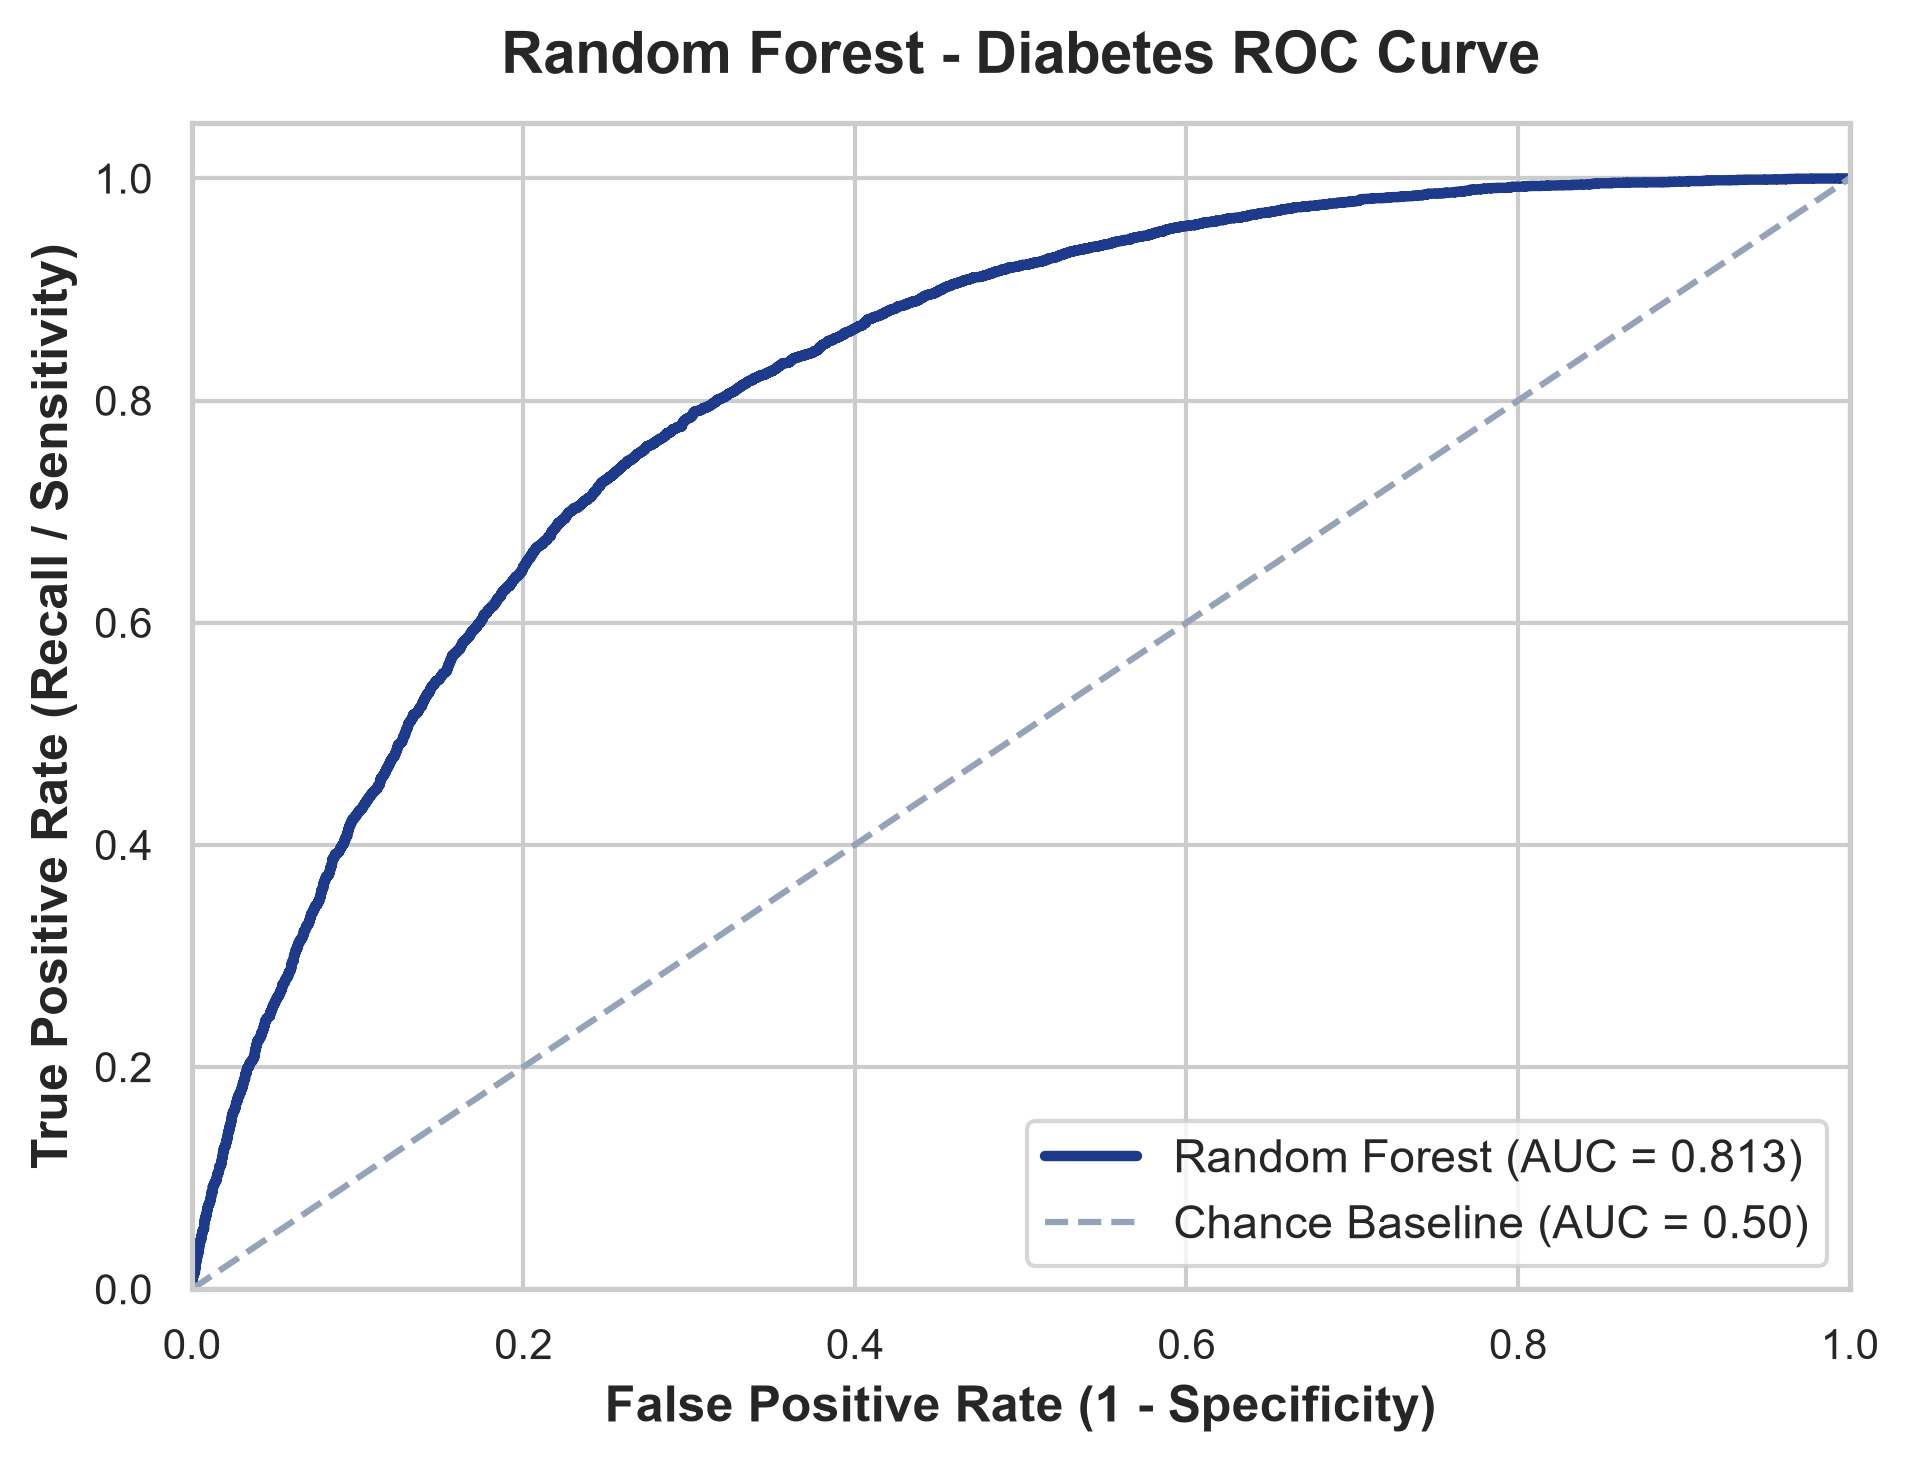 Random Forest - Diabetes ROC Curve
True Positive Rate (Recall / Sensitivity)
1.0
0.8
0.6
0.4
0.2
0.0
Random Forest (AUC = 0.813)
Chance Baseline (AUC = 0.50)
0.0 0.2 0.4 0.6 0.8 1.0
False Positive Rate (1 - Specificity)